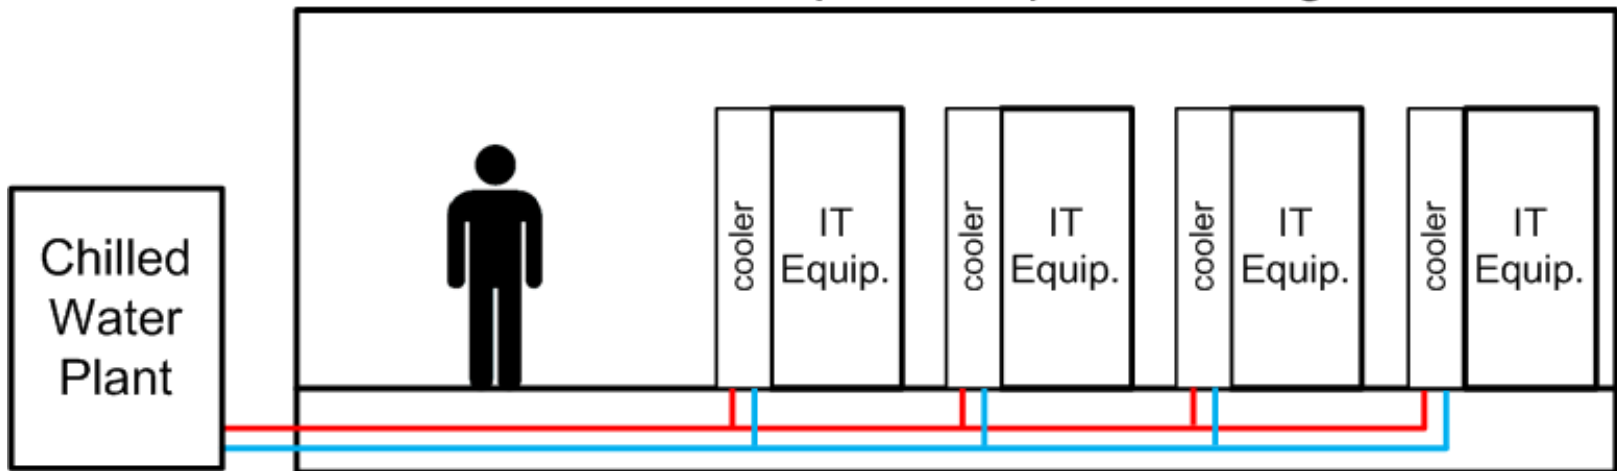 Chilled
Water
Plant
cooler
IT
Equip.
cooler
IT
Equip.
cooler
IT
Equip.
cooler
IT
Equip.